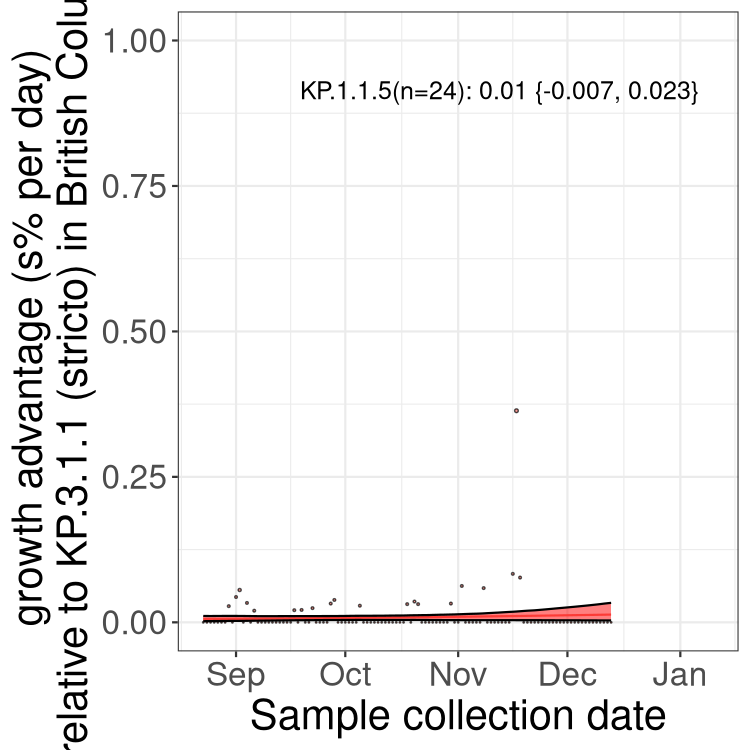 growth advantage (s% per day)
relative to KP.3.1.1 (stricto) in British Colu
1.00
0.75
0.50
0.25
0.00
KP.1.1.5(n=24): 0.01 {-0.007, 0.023}
Sep Oct Nov Dec Jan
Sample collection date